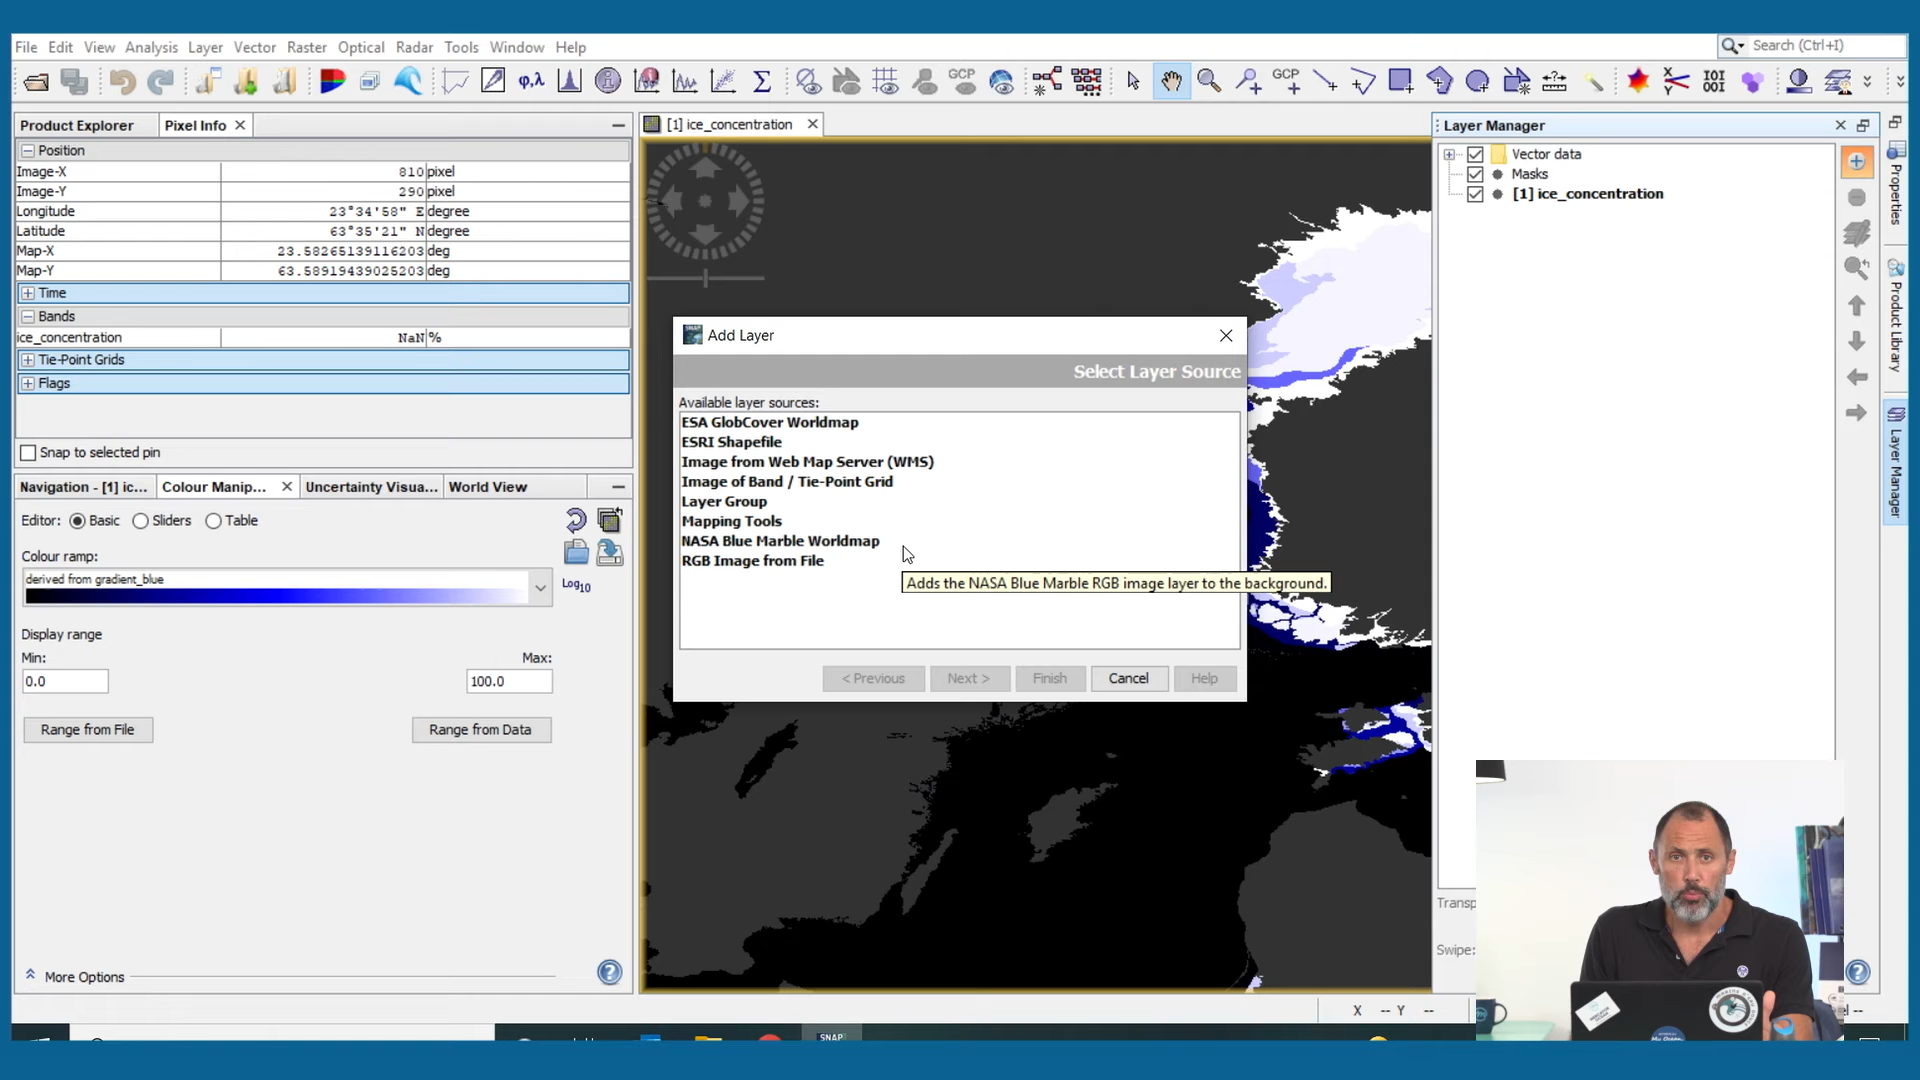 File Edit View Analysis Layer Vector Raster Optical Radar Tools Window Help
Search (Ctrl+I)
φ,λ GCP GCP Σ
Product Explorer Pixel Info
Position
Image-X 810 pixel
Image-Y 290 pixel
Longitude 23°34'58" E degree
Latitude 63°35'21" N degree
Map-X 23.58265139116203 deg
Map-Y 63.58919439025203 deg
Time
Bands
ice_concentration NaN %
Tie-Point Grids
Flags
Snap to selected pin
Navigation - [1] ic... Colour Manip... Uncertainty Visua... World View
Editor: Basic Sliders Table
Colour ramp:
derived from gradient_blue
Log10
Display range
Min: Max:
0.0 100.0
Range from File Range from Data
More Options
[1] ice_concentration
SNAP Add Layer
Select Layer Source
Available layer sources:
ESA GlobCover Worldmap
ESRI Shapefile
Image from Web Map Server (WMS)
Image of Band / Tie-Point Grid
Layer Group
Mapping Tools
NASA Blue Marble Worldmap
RGB Image from File
Adds the NASA Blue Marble RGB image layer to the background.
< Previous Next > Finish Cancel Help
Layer Manager
Vector data
Masks
[1] ice_concentration
Properties
Product Library
Layer Manager
Transp
Swipe:
X -- Y --
SNAP